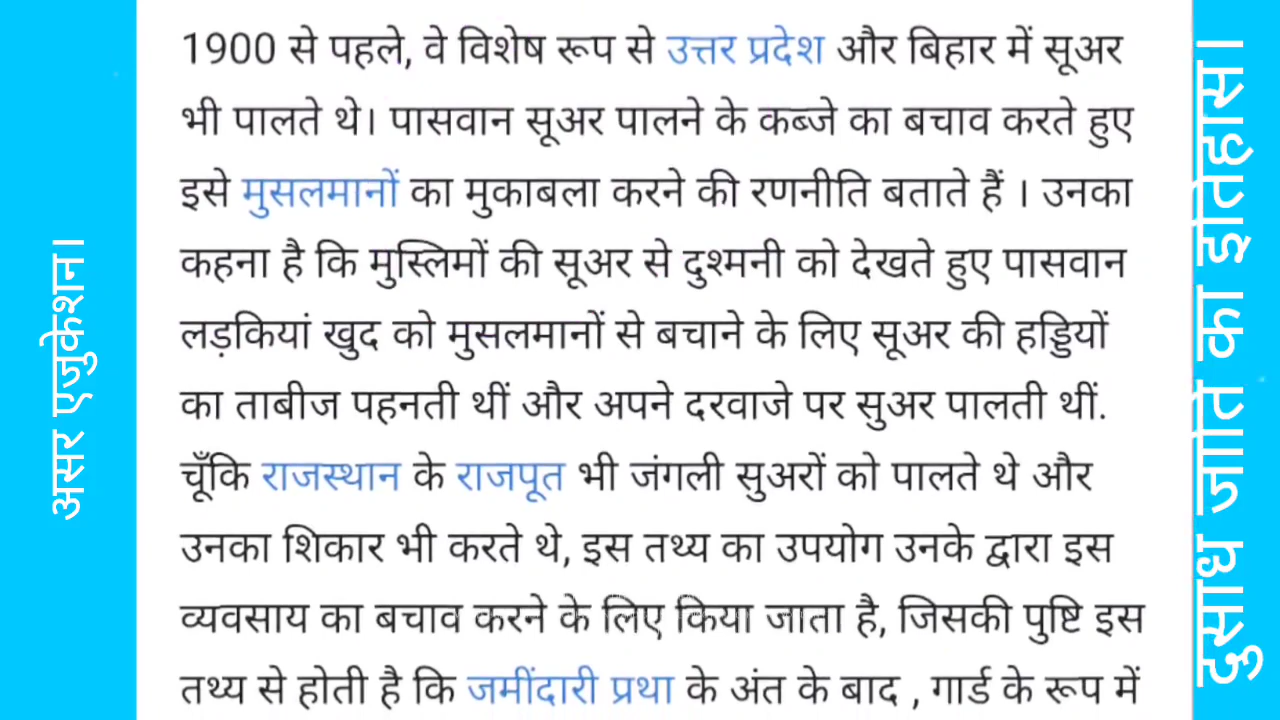 असर एजुकेशन।
1900 से पहले, वे विशेष रूप से उत्तर प्रदेश और बिहार में सूअर
भी पालते थे। पासवान सूअर पालने के कब्जे का बचाव करते हुए
इसे मुसलमानों का मुकाबला करने की रणनीति बताते हैं । उनका
कहना है कि मुस्लिमों की सूअर से दुश्मनी को देखते हुए पासवान
लड़कियां खुद को मुसलमानों से बचाने के लिए सूअर की हड्डियों
का ताबीज पहनती थीं और अपने दरवाजे पर सुअर पालती थीं.
चूँकि राजस्थान के राजपूत भी जंगली सुअरों को पालते थे और
उनका शिकार भी करते थे, इस तथ्य का उपयोग उनके द्वारा इस
व्यवसाय का बचाव करने के लिए किया जाता है, जिसकी पुष्टि इस
तथ्य से होती है कि जमींदारी प्रथा के अंत के बाद , गार्ड के रूप में
दुसाध जाति का इतिहास।